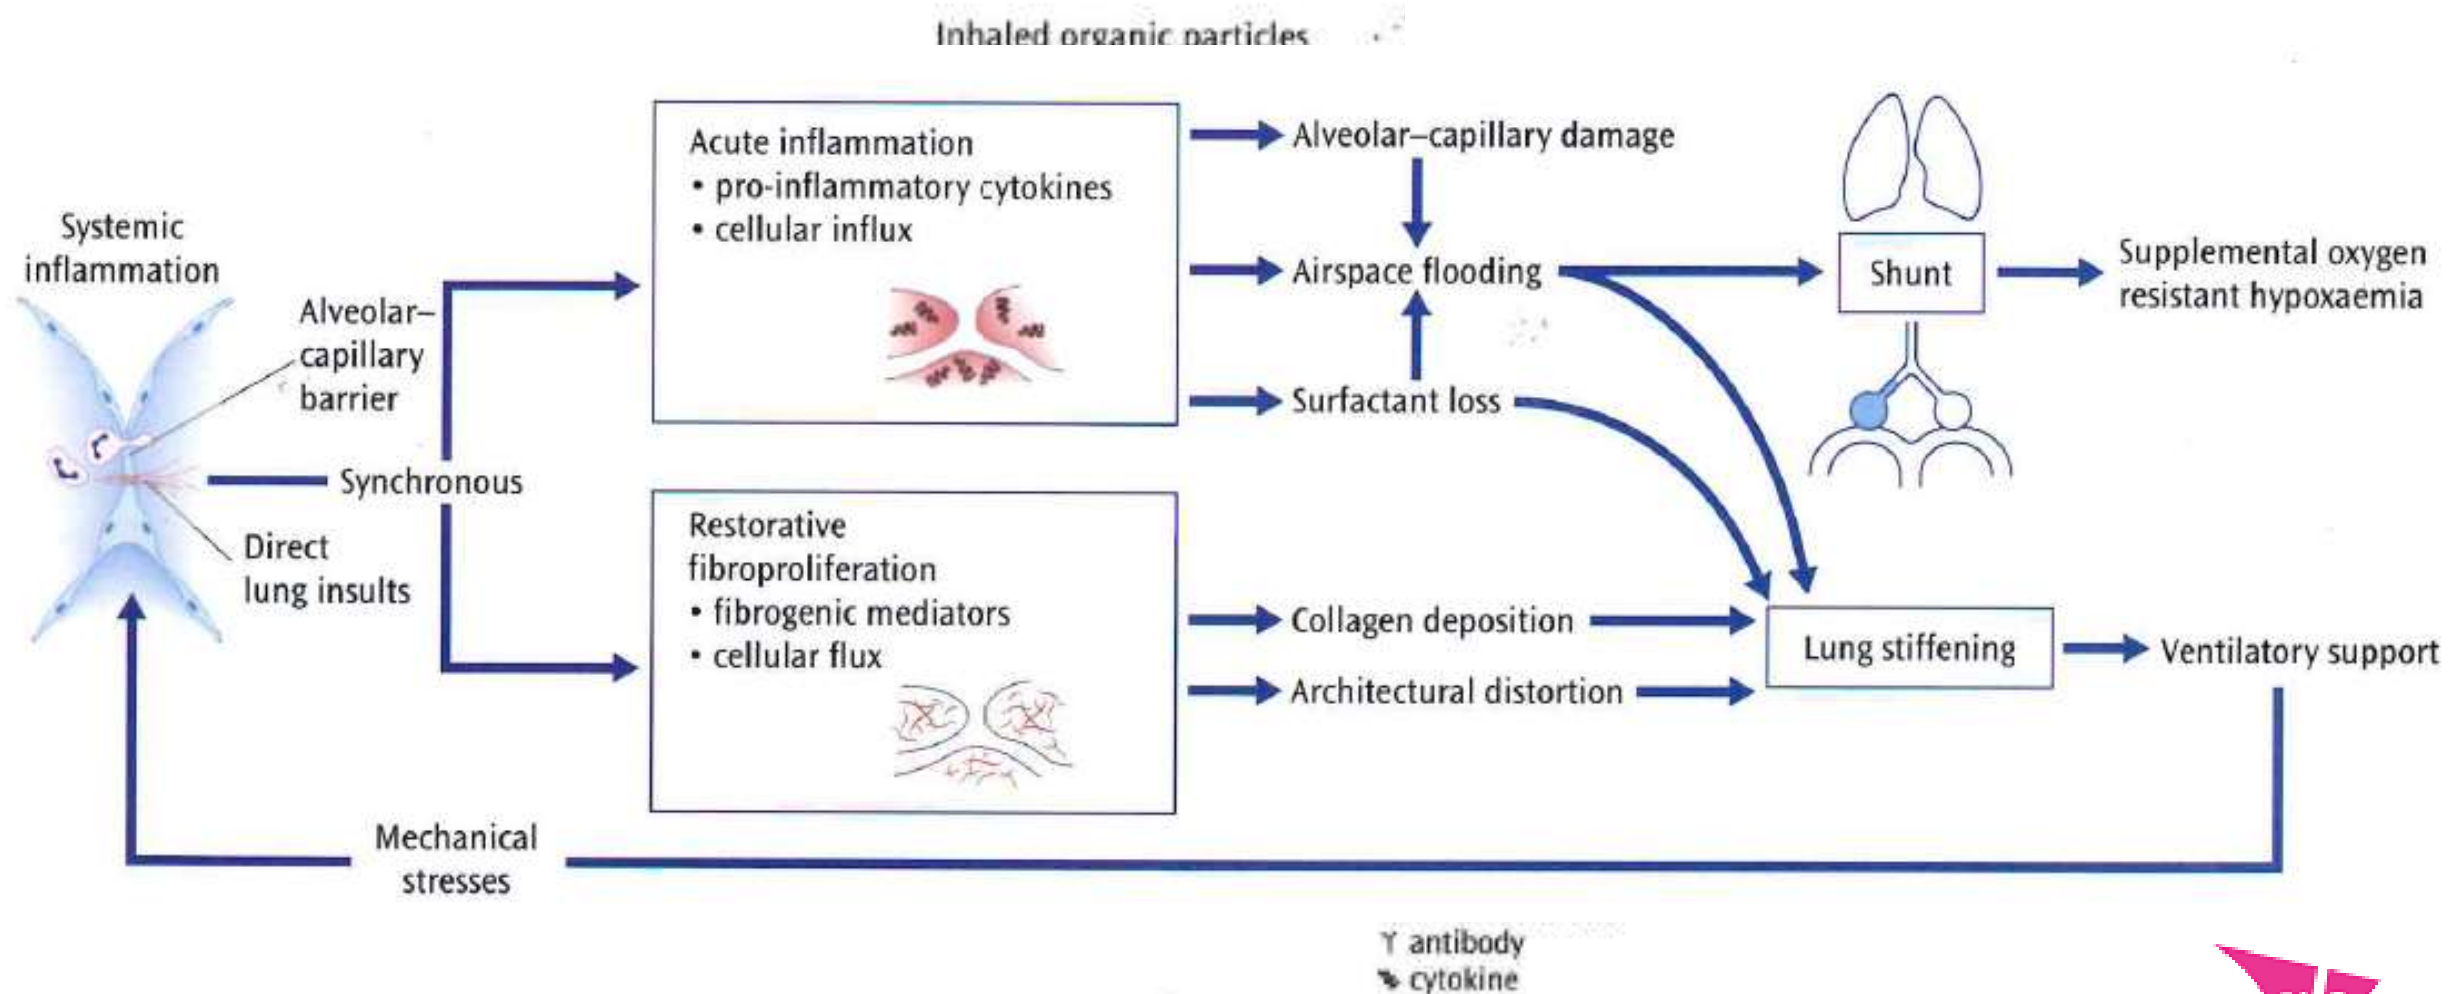 Inhaled organic particles
Systemic
inflammation
Alveolar–
capillary
barrier
Synchronous
Direct
lung insults
Acute inflammation
• pro-inflammatory cytokines
• cellular influx
Restorative
fibroproliferation
• fibrogenic mediators
• cellular flux
Alveolar–capillary damage
Airspace flooding
Surfactant loss
Collagen deposition
Architectural distortion
Shunt
Supplemental oxygen
resistant hypoxaemia
Lung stiffening
Ventilatory support
Mechanical
stresses
antibody
cytokine